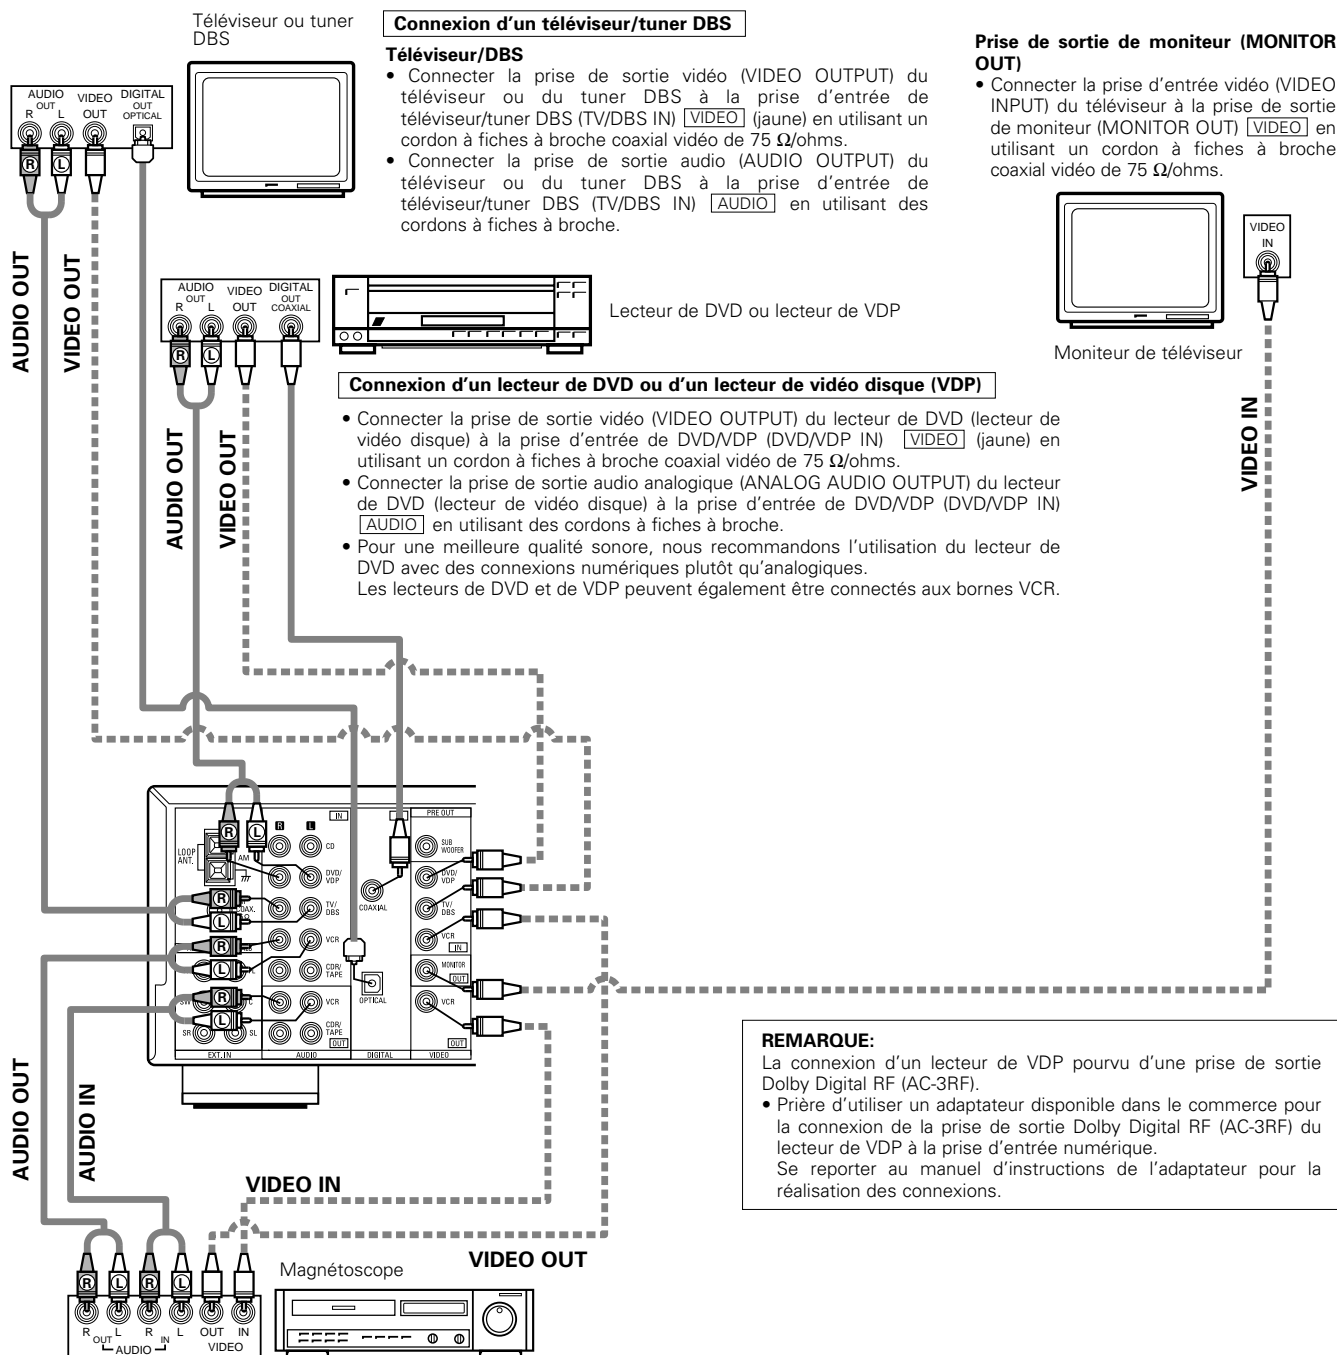 Téléviseur ou tuner
DBS
Connexion d'un téléviseur/tuner DBS
Téléviseur/DBS
• Connecter la prise de sortie vidéo (VIDEO OUTPUT) du
téléviseur ou du tuner DBS à la prise d'entrée de
téléviseur/tuner DBS (TV/DBS IN) VIDEO (jaune) en utilisant un
cordon à fiches à broche coaxial vidéo de 75 Ω/ohms.
• Connecter la prise de sortie audio (AUDIO OUTPUT) du
téléviseur ou du tuner DBS à la prise d'entrée de
téléviseur/tuner DBS (TV/DBS IN) AUDIO en utilisant des
cordons à fiches à broche.
Prise de sortie de moniteur (MONITOR
OUT)
• Connecter la prise d'entrée vidéo (VIDEO
INPUT) du téléviseur à la prise de sortie
de moniteur (MONITOR OUT) VIDEO en
utilisant un cordon à fiches à broche
coaxial vidéo de 75 Ω/ohms.
AUDIO VIDEO DIGITAL
OUT OUT
R L OUT OPTICAL
R L
AUDIO OUT
VIDEO OUT
VIDEO
IN
Moniteur de téléviseur
VIDEO IN
AUDIO VIDEO DIGITAL
OUT OUT
R L OUT COAXIAL
R L
AUDIO OUT
VIDEO OUT
Lecteur de DVD ou lecteur de VDP
Connexion d'un lecteur de DVD ou d'un lecteur de vidéo disque (VDP)
• Connecter la prise de sortie vidéo (VIDEO OUTPUT) du lecteur de DVD (lecteur de
vidéo disque) à la prise d'entrée de DVD/VDP (DVD/VDP IN) VIDEO (jaune) en
utilisant un cordon à fiches à broche coaxial vidéo de 75 Ω/ohms.
• Connecter la prise de sortie audio analogique (ANALOG AUDIO OUTPUT) du lecteur
de DVD (lecteur de vidéo disque) à la prise d'entrée de DVD/VDP (DVD/VDP IN)
AUDIO en utilisant des cordons à fiches à broche.
• Pour une meilleure qualité sonore, nous recommandons l'utilisation du lecteur de
DVD avec des connexions numériques plutôt qu'analogiques.
Les lecteurs de DVD et de VDP peuvent également être connectés aux bornes VCR.
IN
PRE OUT
R L
R L
CD
SUB
WOOFER
LOOP
ANT.
AM
DVD/
VDP
DVD/
VDP
R
L
COAX.
TV/
DBS
COAXIAL
TV/
DBS
R
L
VCR
VCR
IN
CDR/
TAPE
MONITOR
OUT
OPTICAL
SW
R
L
C
VCR
VCR
SR
SL
CDR/
TAPE
OUT
OUT
EXT. IN AUDIO DIGITAL VIDEO
AUDIO OUT
AUDIO IN
VIDEO IN
VIDEO OUT
REMARQUE:
La connexion d'un lecteur de VDP pourvu d'une prise de sortie
Dolby Digital RF (AC-3RF).
• Prière d'utiliser un adaptateur disponible dans le commerce pour
la connexion de la prise de sortie Dolby Digital RF (AC-3RF) du
lecteur de VDP à la prise d'entrée numérique.
Se reporter au manuel d'instructions de l'adaptateur pour la
réalisation des connexions.
Magnétoscope
R L R L
R L R L OUT IN
OUT IN
AUDIO VIDEO